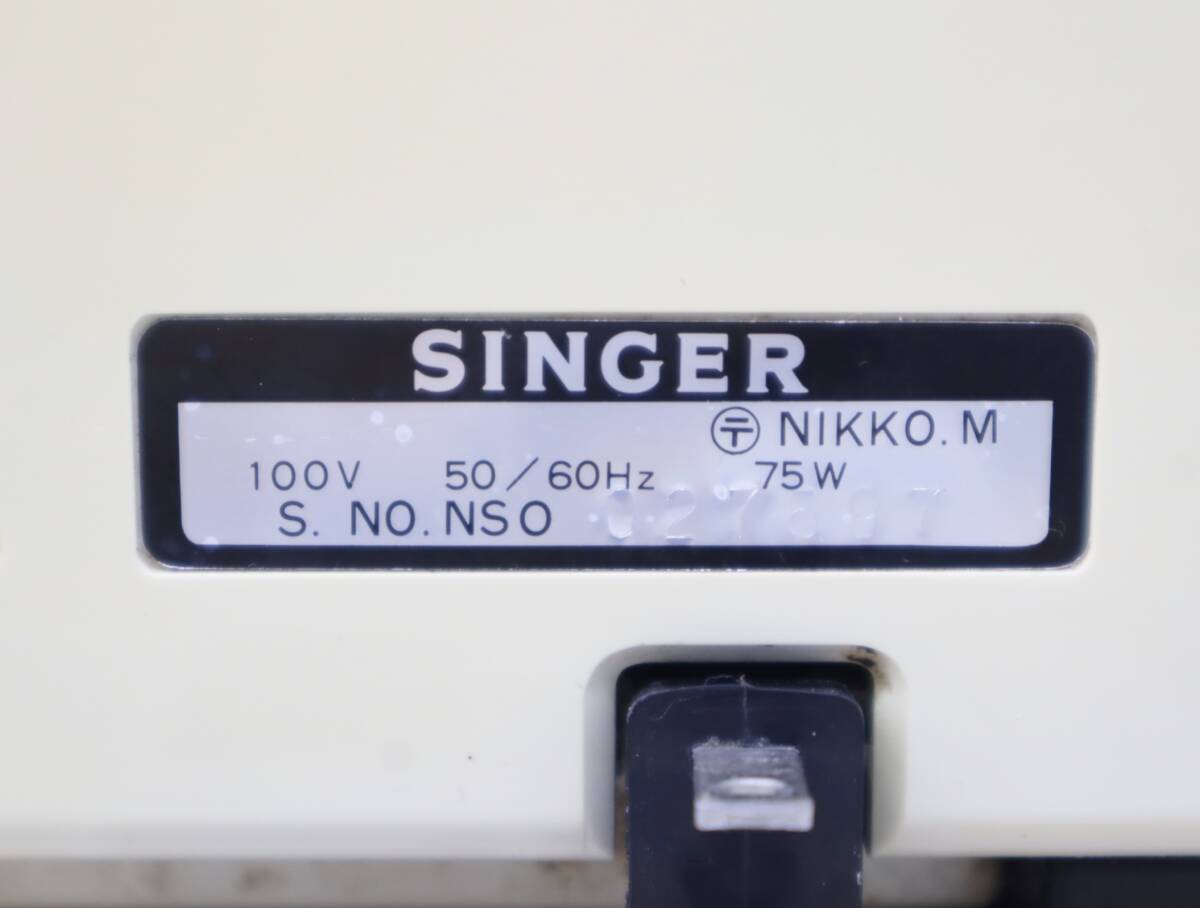 SINGER
〒 NIKKO. M
100V 50/60Hz 75W
S. NO. NSO